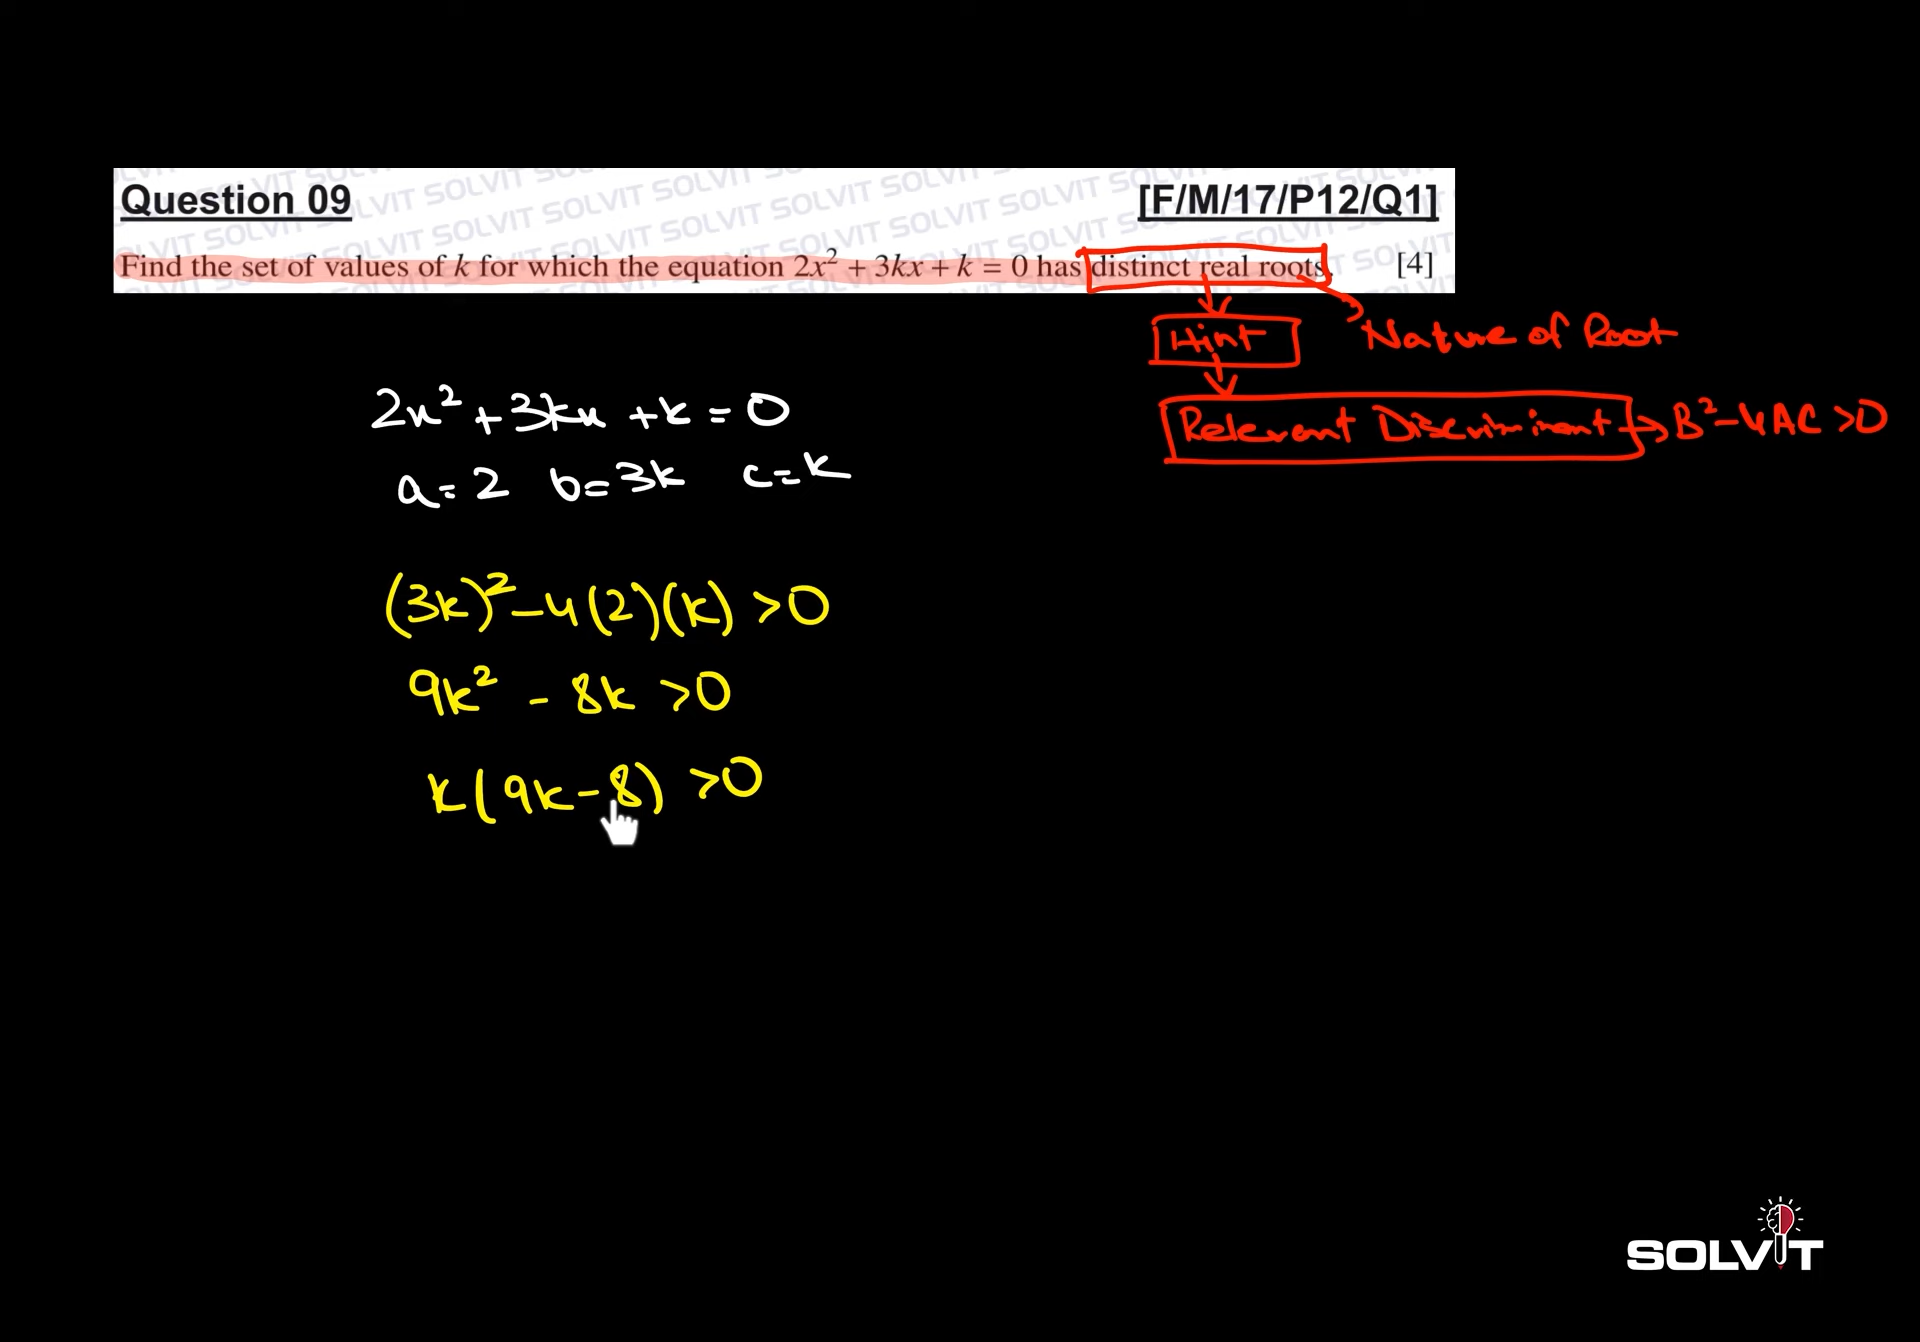 Question 09 [F/M/17/P12/Q1]
Find the set of values of k for which the equation 2x² + 3kx + k = 0 has distinct real roots. [4]
Hint Nature of Root
2x² + 3kx + k = 0
Relevant Discriminant → B² - 4AC > 0
a = 2 b = 3k c = k
(3k)² - 4(2)(k) > 0
9k² - 8k > 0
k(9k - 8) > 0
SOLVIT